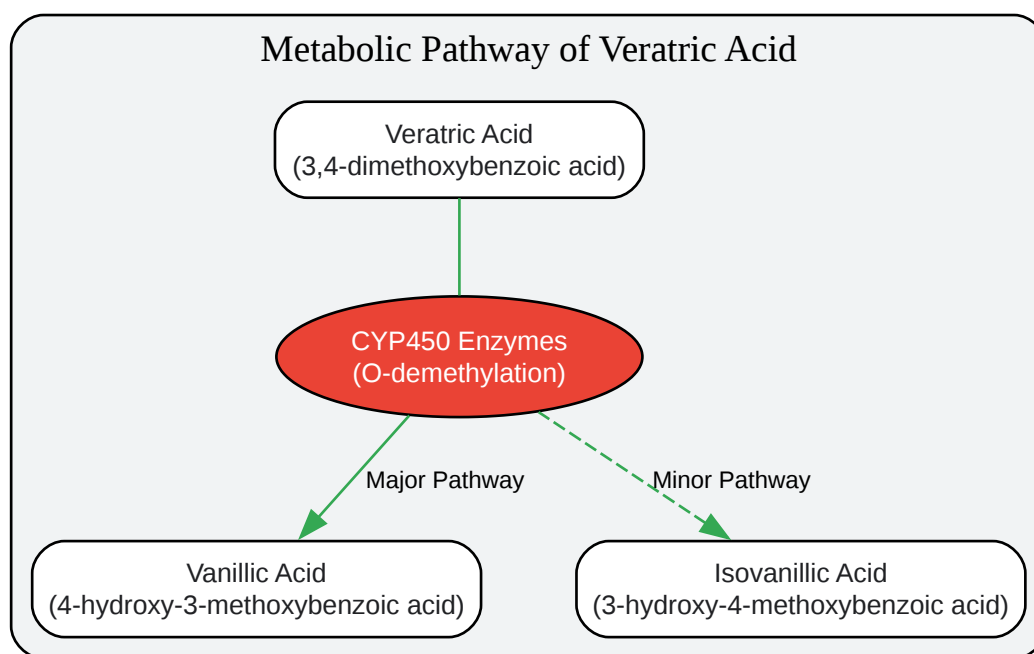 Metabolic Pathway of Veratric Acid
Veratric Acid
(3,4-dimethoxybenzoic acid)
CYP450 Enzymes
(O-demethylation)
Major Pathway
Minor Pathway
Vanillic Acid
(4-hydroxy-3-methoxybenzoic acid)
Isovanillic Acid
(3-hydroxy-4-methoxybenzoic acid)